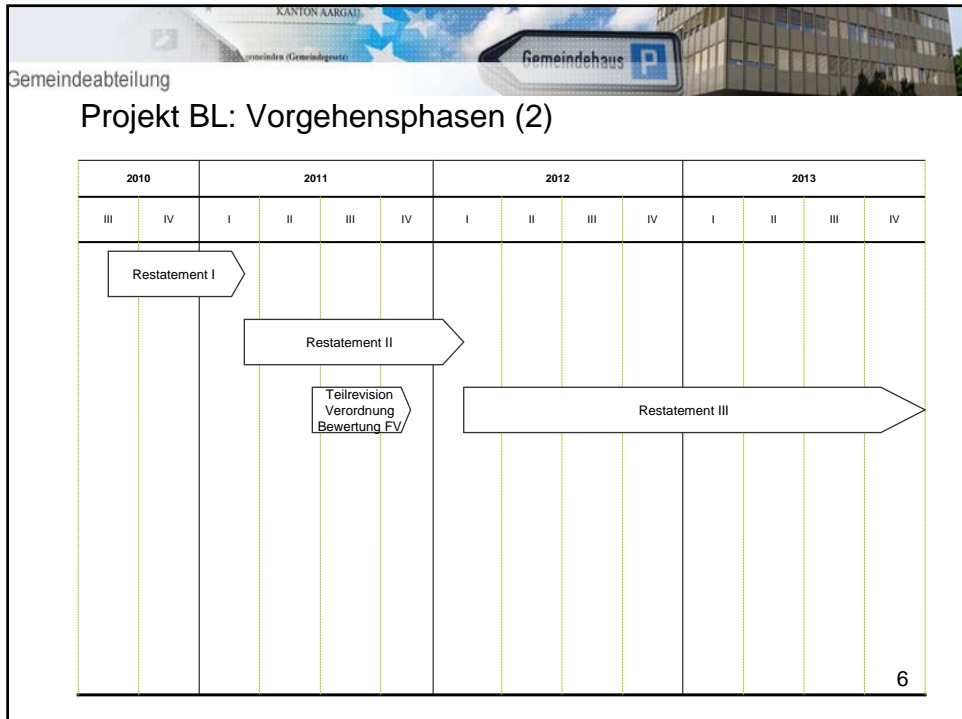 KANTON AARGAU
Gemeindehaus P
Gemeindeabteilung
Projekt BL: Vorgehensphasen (2)
2010 2011 2012 2013
III IV I II III IV I II III IV I II III IV
Restatement I
Restatement II
Teilrevision
Verordnung
Bewertung FV
Restatement III
6